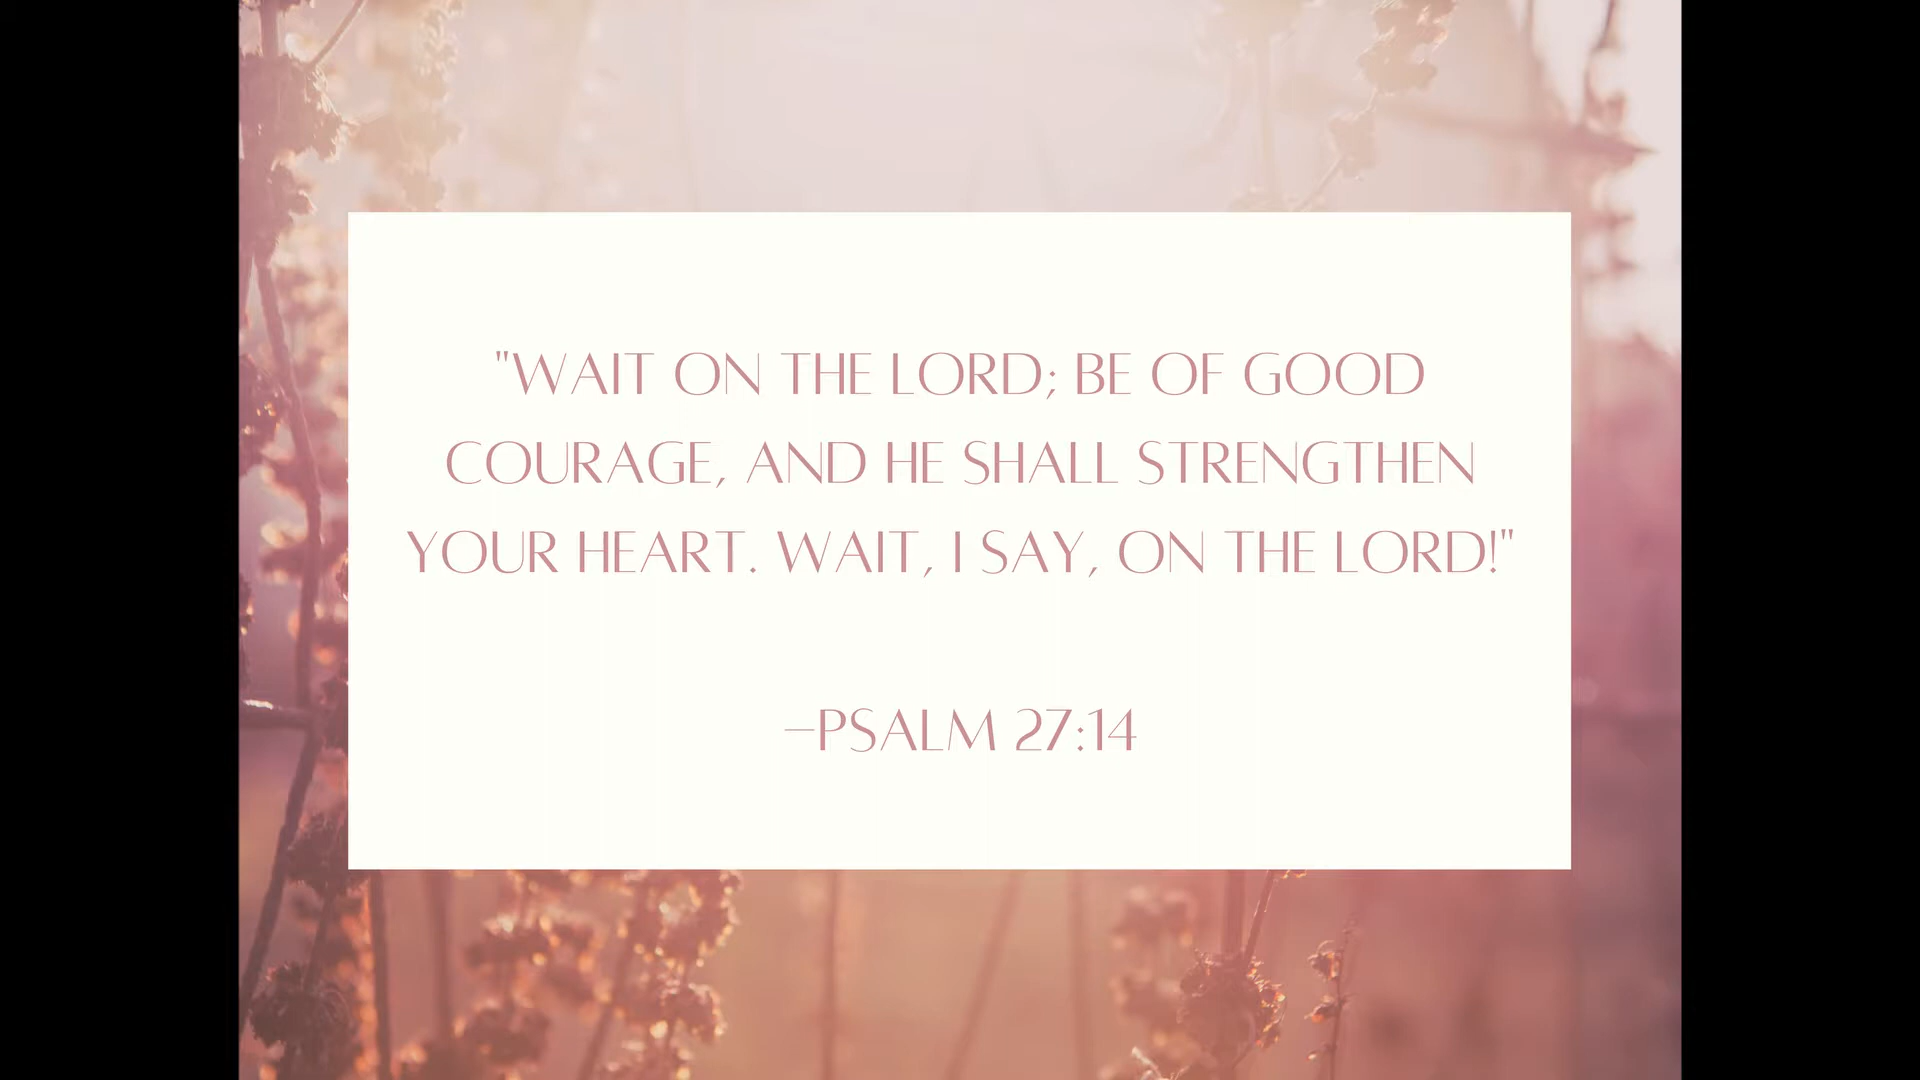 "WAIT ON THE LORD; BE OF GOOD
COURAGE, AND HE SHALL STRENGTHEN
YOUR HEART. WAIT, I SAY, ON THE LORD!"
–PSALM 27:14